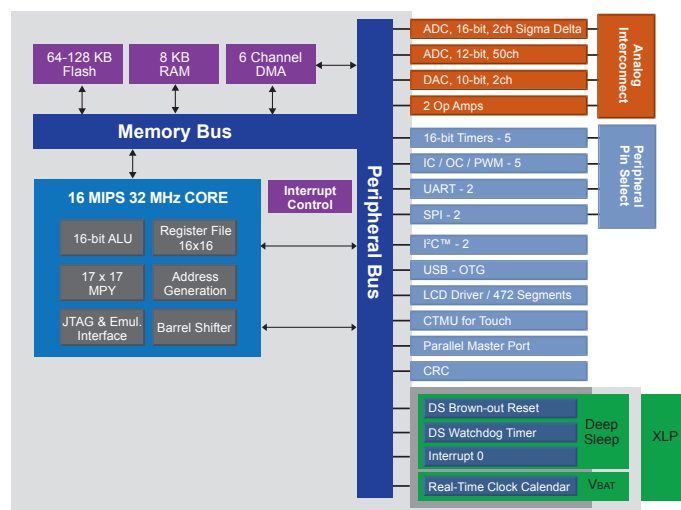 64-128 KB
Flash
8 KB
RAM
6 Channel
DMA
Memory Bus
16 MIPS 32 MHz CORE
Interrupt
Control
16-bit ALU
Register File
16x16
17 x 17
MPY
Address
Generation
JTAG & Emul.
Interface
Barrel Shifter
Peripheral Bus
ADC, 16-bit, 2ch Sigma Delta
ADC, 12-bit, 50ch
DAC, 10-bit, 2ch
2 Op Amps
Analog
Interconnect
16-bit Timers - 5
IC / OC / PWM - 5
UART - 2
SPI - 2
Peripheral
Pin Select
I²C™ - 2
USB - OTG
LCD Driver / 472 Segments
CTMU for Touch
Parallel Master Port
CRC
DS Brown-out Reset
DS Watchdog Timer
Interrupt 0
Deep
Sleep
Real-Time Clock Calendar
VBAT
XLP